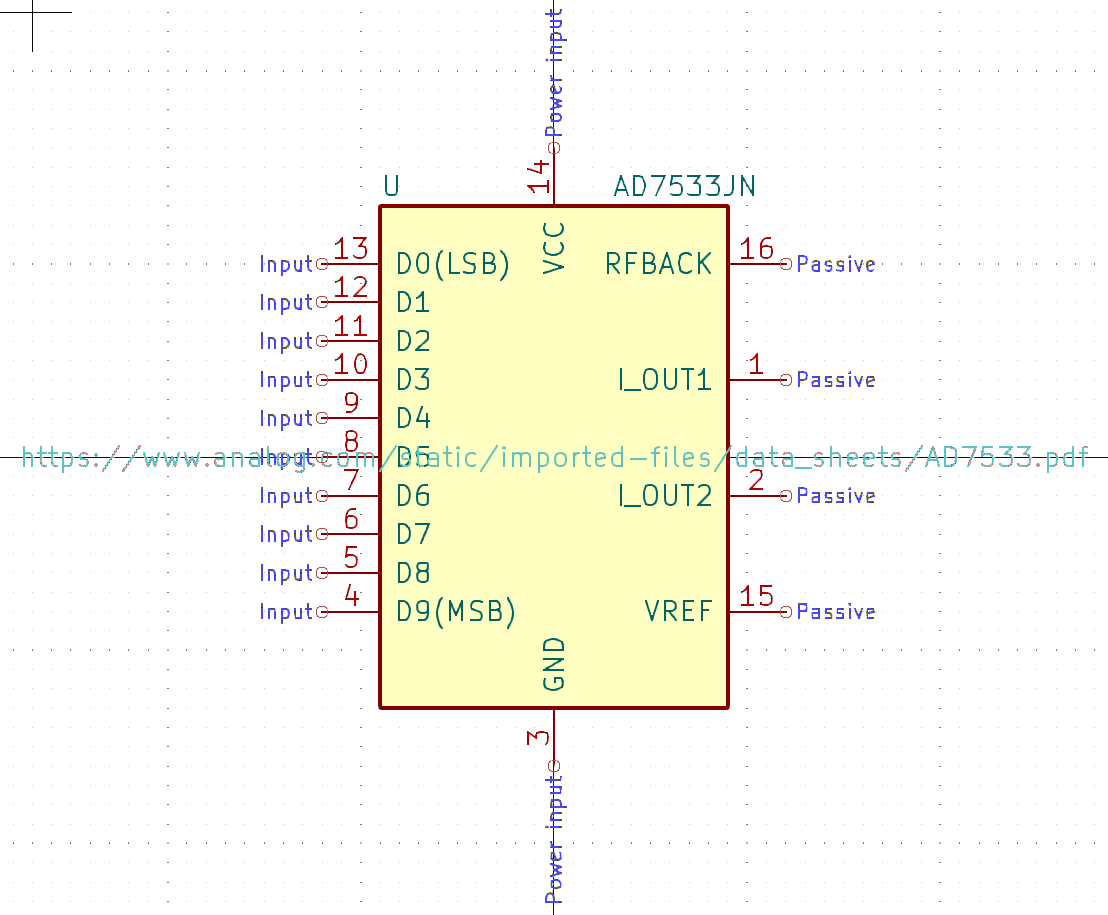 Power input
14
U AD7533JN
VCC
Input 13 D0(LSB) RFBACK 16 Passive
Input 12 D1
Input 11 D2
Input 10 D3 I_OUT1 1 Passive
Input 9 D4
Input 8 D5
https://www.analog.com/static/imported-files/data_sheets/AD7533.pdf
Input 7 D6 I_OUT2 2 Passive
Input 6 D7
Input 5 D8
Input 4 D9(MSB) VREF 15 Passive
GND
3
Power input